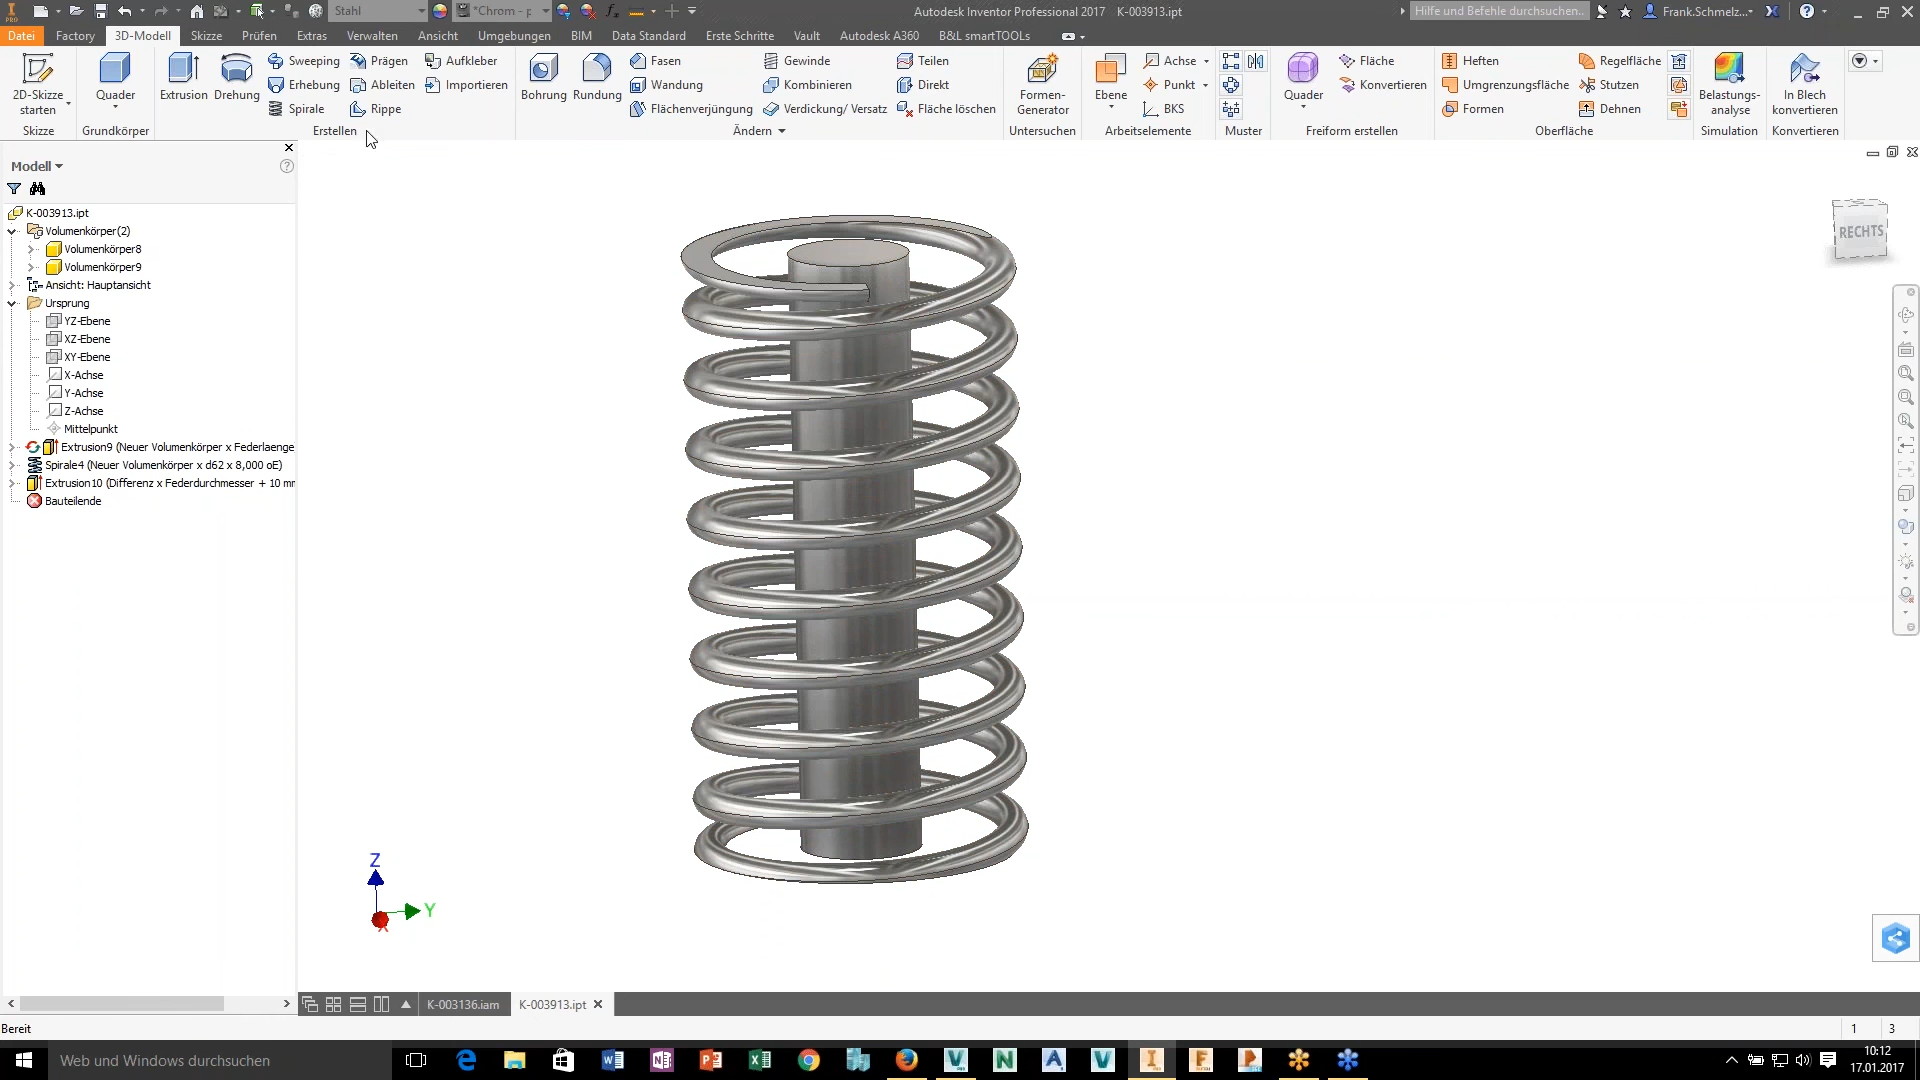 PRO
Stahl
*Chrom - p
fx
Autodesk Inventor Professional 2017 K-003913.ipt
Hilfe und Befehle durchsuchen...
Frank.Schmelz...
Datei Factory 3D-Modell Skizze Prüfen Extras Verwalten Ansicht Umgebungen BIM Data Standard Erste Schritte Vault Autodesk A360 B&L smartTOOLs
2D-Skizze starten
Skizze
Quader
Grundkörper
Extrusion
Drehung
Sweeping
Erhebung
Spirale
Prägen
Ableiten
Rippe
Aufkleber
Importieren
Erstellen
Bohrung
Rundung
Fasen
Wandung
Flächenverjüngung
Gewinde
Kombinieren
Verdickung/ Versatz
Teilen
Direkt
Fläche löschen
Ändern
Formen-
Generator
Untersuchen
Ebene
Achse
Punkt
BKS
Arbeitselemente
Muster
Quader
Fläche
Konvertieren
Freiform erstellen
Heften
Umgrenzungsfläche
Formen
Regelfläche
Stutzen
Dehnen
Oberfläche
Belastungs-
analyse
Simulation
In Blech
konvertieren
Konvertieren
Modell
K-003913.ipt
Volumenkörper(2)
Volumenkörper8
Volumenkörper9
Ansicht: Hauptansicht
Ursprung
YZ-Ebene
XZ-Ebene
XY-Ebene
X-Achse
Y-Achse
Z-Achse
Mittelpunkt
Extrusion9 (Neuer Volumenkörper x Federlaenge
Spirale4 (Neuer Volumenkörper x d62 x 8,000 oE)
Extrusion10 (Differenz x Federdurchmesser + 10 mm
Bauteilende
RECHTS
Z
Y
X
K-003136.iam
K-003913.ipt
Bereit
1 3
Web und Windows durchsuchen
10:12
17.01.2017